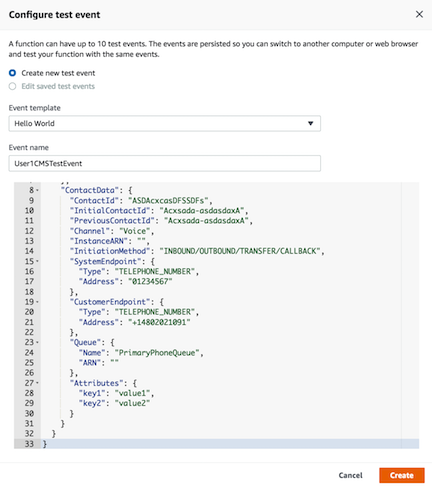 Configure test event
A function can have up to 10 test events. The events are persisted so you can switch to another computer or web browser
and test your function with the same events.
Create new test event
Edit saved test events
Event template
Hello World
Event name
User1CMSTestEvent
8 "ContactData": {
9 "ContactId": "ASDAcxcasDFSSDFs",
10 "InitialContactId": "Acxsada-asdasdaxA",
11 "PreviousContactId": "Acxsada-asdasdaxA",
12 "Channel": "Voice",
13 "InstanceARN": "",
14 "InitiationMethod": "INBOUND/OUTBOUND/TRANSFER/CALLBACK",
15 "SystemEndpoint": {
16 "Type": "TELEPHONE_NUMBER",
17 "Address": "01234567"
18 },
19 "CustomerEndpoint": {
20 "Type": "TELEPHONE_NUMBER",
21 "Address": "+14802021091"
22 },
23 "Queue": {
24 "Name": "PrimaryPhoneQueue",
25 "ARN": ""
26 },
27 "Attributes": {
28 "key1": "value1",
29 "key2": "value2"
30 }
31 }
32 }
33 }
Cancel Create